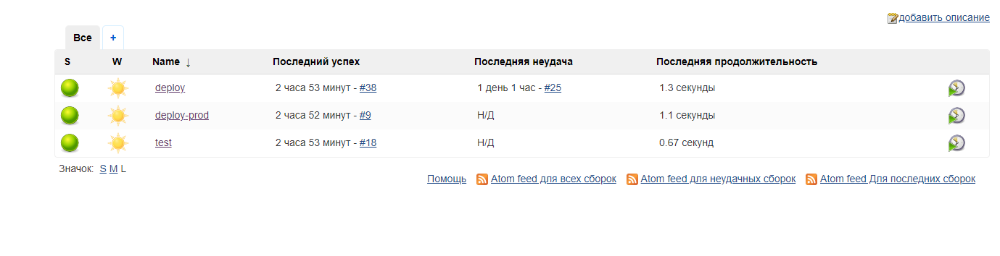 добавить описание
Все +
S W Name ↓ Последний успех Последняя неудача Последняя продолжительность
deploy 2 часа 53 минут - #38 1 день 1 час - #25 1.3 секунды
deploy-prod 2 часа 52 минут - #9 Н/Д 1.1 секунды
test 2 часа 53 минут - #18 Н/Д 0.67 секунд
Значок: S M L
Помощь Atom feed для всех сборок Atom feed для неудачных сборок Atom feed Для последних сборок